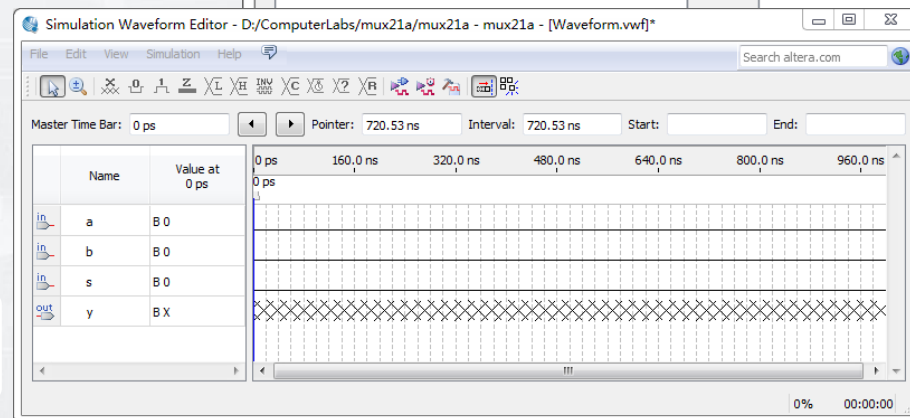 Simulation Waveform Editor - D:/ComputerLabs/mux21a/mux21a - mux21a - [Waveform.vwf]*
File Edit View Simulation Help Search altera.com
Master Time Bar: 0 ps Pointer: 720.53 ns Interval: 720.53 ns Start: End:
Name Value at 0 ps
0 ps 160.0 ns 320.0 ns 480.0 ns 640.0 ns 800.0 ns 960.0 ns
0 ps
in a B 0
in b B 0
in s B 0
out y B X
0% 00:00:00